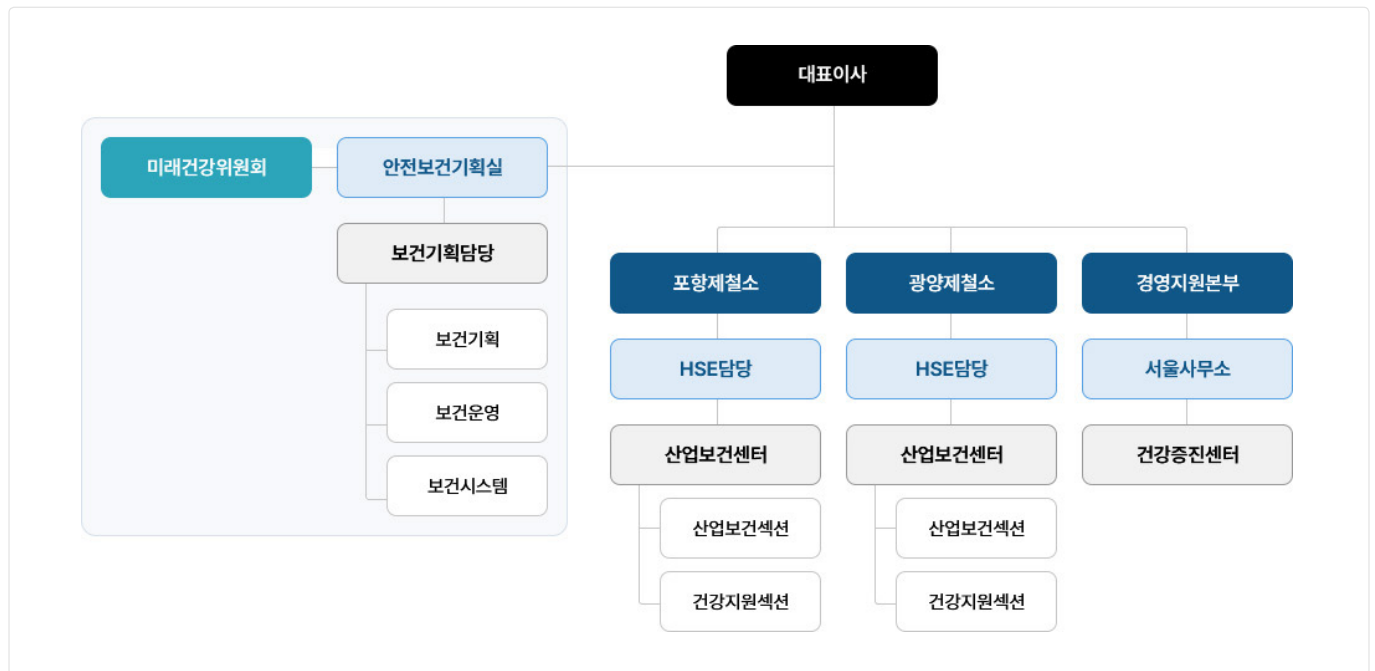 대표이사
미래건강위원회
안전보건기획실
보건기획담당
보건기획
보건운영
보건시스템
포항제철소
광양제철소
경영지원본부
HSE담당
HSE담당
서울사무소
산업보건센터
산업보건센터
건강증진센터
산업보건섹션
산업보건섹션
건강지원섹션
건강지원섹션